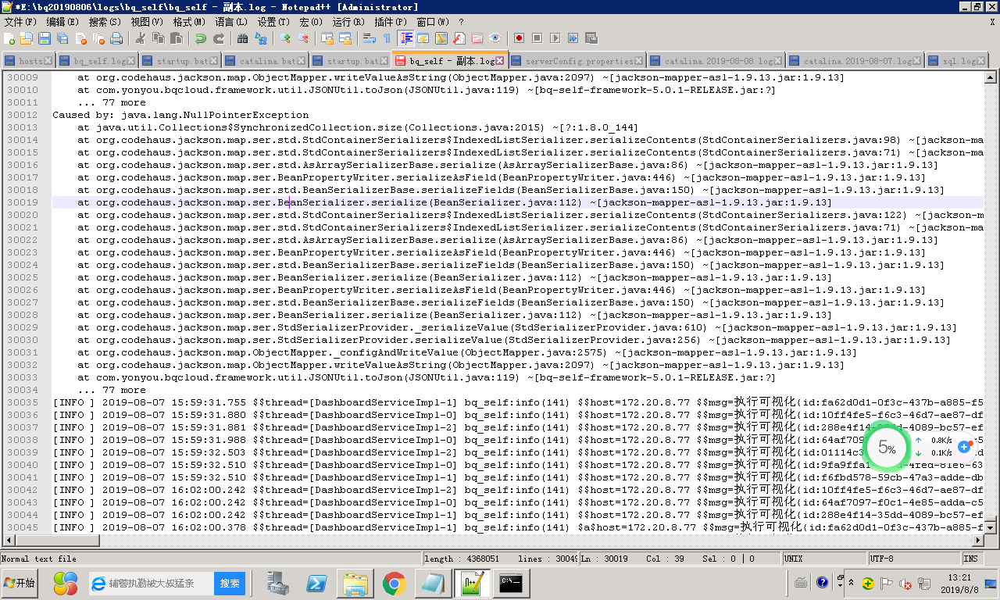 *E:\bq20190806\logs\bq_self\bq_self - 副本.log - Notepad++ [Administrator]
文件(F) 编辑(E) 搜索(S) 视图(V) 格式(M) 语言(L) 设置(T) 宏(O) 运行(R) 插件(P) 窗口(W) ? X
hosts bq_self.log startup.bat catalina.bat startup.bat bq_self - 副本.log serverConfig.properties catalina.2019-08-08.log catalina.2019-08-07.log sql.log
30009 at org.codehaus.jackson.map.ObjectMapper.writeValueAsString(ObjectMapper.java:2097) ~[jackson-mapper-asl-1.9.13.jar:1.9.13]
30010 at com.yonyou.bqcloud.framework.util.JSONUtil.toJson(JSONUtil.java:119) ~[bq-self-framework-5.0.1-RELEASE.jar:?]
30011 ... 77 more
30012 Caused by: java.lang.NullPointerException
30013 at java.util.Collections$SynchronizedCollection.size(Collections.java:2015) ~[?:1.8.0_144]
30014 at org.codehaus.jackson.map.ser.std.StdContainerSerializers$IndexedListSerializer.serializeContents(StdContainerSerializers.java:98) ~[jackson-ma
30015 at org.codehaus.jackson.map.ser.std.StdContainerSerializers$IndexedListSerializer.serializeContents(StdContainerSerializers.java:71) ~[jackson-ma
30016 at org.codehaus.jackson.map.ser.std.AsArraySerializerBase.serialize(AsArraySerializerBase.java:86) ~[jackson-mapper-asl-1.9.13.jar:1.9.13]
30017 at org.codehaus.jackson.map.ser.BeanPropertyWriter.serializeAsField(BeanPropertyWriter.java:446) ~[jackson-mapper-asl-1.9.13.jar:1.9.13]
30018 at org.codehaus.jackson.map.ser.std.BeanSerializerBase.serializeFields(BeanSerializerBase.java:150) ~[jackson-mapper-asl-1.9.13.jar:1.9.13]
30019 at org.codehaus.jackson.map.ser.BeanSerializer.serialize(BeanSerializer.java:112) ~[jackson-mapper-asl-1.9.13.jar:1.9.13]
30020 at org.codehaus.jackson.map.ser.std.StdContainerSerializers$IndexedListSerializer.serializeContents(StdContainerSerializers.java:122) ~[jackson-m
30021 at org.codehaus.jackson.map.ser.std.StdContainerSerializers$IndexedListSerializer.serializeContents(StdContainerSerializers.java:71) ~[jackson-ma
30022 at org.codehaus.jackson.map.ser.std.AsArraySerializerBase.serialize(AsArraySerializerBase.java:86) ~[jackson-mapper-asl-1.9.13.jar:1.9.13]
30023 at org.codehaus.jackson.map.ser.BeanPropertyWriter.serializeAsField(BeanPropertyWriter.java:446) ~[jackson-mapper-asl-1.9.13.jar:1.9.13]
30024 at org.codehaus.jackson.map.ser.std.BeanSerializerBase.serializeFields(BeanSerializerBase.java:150) ~[jackson-mapper-asl-1.9.13.jar:1.9.13]
30025 at org.codehaus.jackson.map.ser.BeanSerializer.serialize(BeanSerializer.java:112) ~[jackson-mapper-asl-1.9.13.jar:1.9.13]
30026 at org.codehaus.jackson.map.ser.BeanPropertyWriter.serializeAsField(BeanPropertyWriter.java:446) ~[jackson-mapper-asl-1.9.13.jar:1.9.13]
30027 at org.codehaus.jackson.map.ser.std.BeanSerializerBase.serializeFields(BeanSerializerBase.java:150) ~[jackson-mapper-asl-1.9.13.jar:1.9.13]
30028 at org.codehaus.jackson.map.ser.BeanSerializer.serialize(BeanSerializer.java:112) ~[jackson-mapper-asl-1.9.13.jar:1.9.13]
30029 at org.codehaus.jackson.map.ser.StdSerializerProvider._serializeValue(StdSerializerProvider.java:610) ~[jackson-mapper-asl-1.9.13.jar:1.9.13]
30030 at org.codehaus.jackson.map.ser.StdSerializerProvider.serializeValue(StdSerializerProvider.java:256) ~[jackson-mapper-asl-1.9.13.jar:1.9.13]
30031 at org.codehaus.jackson.map.ObjectMapper._configAndWriteValue(ObjectMapper.java:2575) ~[jackson-mapper-asl-1.9.13.jar:1.9.13]
30032 at org.codehaus.jackson.map.ObjectMapper.writeValueAsString(ObjectMapper.java:2097) ~[jackson-mapper-asl-1.9.13.jar:1.9.13]
30033 at com.yonyou.bqcloud.framework.util.JSONUtil.toJson(JSONUtil.java:119) ~[bq-self-framework-5.0.1-RELEASE.jar:?]
30034 ... 77 more
30035 [INFO ] 2019-08-07 15:59:31.755 $$thread=[DashboardServiceImpl-1] bq_self:info(141) $$host=172.20.8.77 $$msg=执行可视化{id:fa62d0d1-0f3c-437b-a885-f5
30036 [INFO ] 2019-08-07 15:59:31.880 $$thread=[DashboardServiceImpl-0] bq_self:info(141) $$host=172.20.8.77 $$msg=执行可视化{id:10ff4fe5-f6c3-46d7-ae87-df
30037 [INFO ] 2019-08-07 15:59:31.881 $$thread=[DashboardServiceImpl-2] bq_self:info(141) $$host=172.20.8.77 $$msg=执行可视化{id:288e4f14-35dd-4089-bc57-ef
30038 [INFO ] 2019-08-07 15:59:31.988 $$thread=[DashboardServiceImpl-0] bq_self:info(141) $$host=172.20.8.77 $$msg=执行可视化{id:64af709
30039 [INFO ] 2019-08-07 15:59:32.503 $$thread=[DashboardServiceImpl-2] bq_self:info(141) $$host=172.20.8.77 $$msg=执行可视化{id:01114c3
30040 [INFO ] 2019-08-07 15:59:32.510 $$thread=[DashboardServiceImpl-0] bq_self:info(141) $$host=172.20.8.77 $$msg=执行可视化{id:9fa9ffa
30041 [INFO ] 2019-08-07 15:59:32.510 $$thread=[DashboardServiceImpl-1] bq_self:info(141) $$host=172.20.8.77 $$msg=执行可视化{id:f6fbd578-59cb-47a3-adde-db
30042 [INFO ] 2019-08-07 16:02:00.242 $$thread=[DashboardServiceImpl-2] bq_self:info(141) $$host=172.20.8.77 $$msg=执行可视化{id:10ff4fe5-f6c3-46d7-ae87-df
30043 [INFO ] 2019-08-07 16:02:00.242 $$thread=[DashboardServiceImpl-0] bq_self:info(141) $$host=172.20.8.77 $$msg=执行可视化{id:64af7097-f0c1-4e85-adda-c5
30044 [INFO ] 2019-08-07 16:02:00.242 $$thread=[DashboardServiceImpl-1] bq_self:info(141) $$host=172.20.8.77 $$msg=执行可视化{id:288e4f14-35dd-4089-bc57-ef
30045 [INFO ] 2019-08-07 16:02:00.378 $$thread=[DashboardServiceImpl-1] bq_self:info(141) $a$host=172.20.8.77 $$msg=执行可视化{id:fa62d0d1-0f3c-437b-a885-f
5%
0.8K/s
0.1K/s
Normal text file length : 4368051 lines : 3004 Ln : 30019 Col : 39 Sel : 0 | 0 UNIX UTF-8 INS
开始 辅警执勤被大叔猛亲 搜索
13:21
2019/8/8